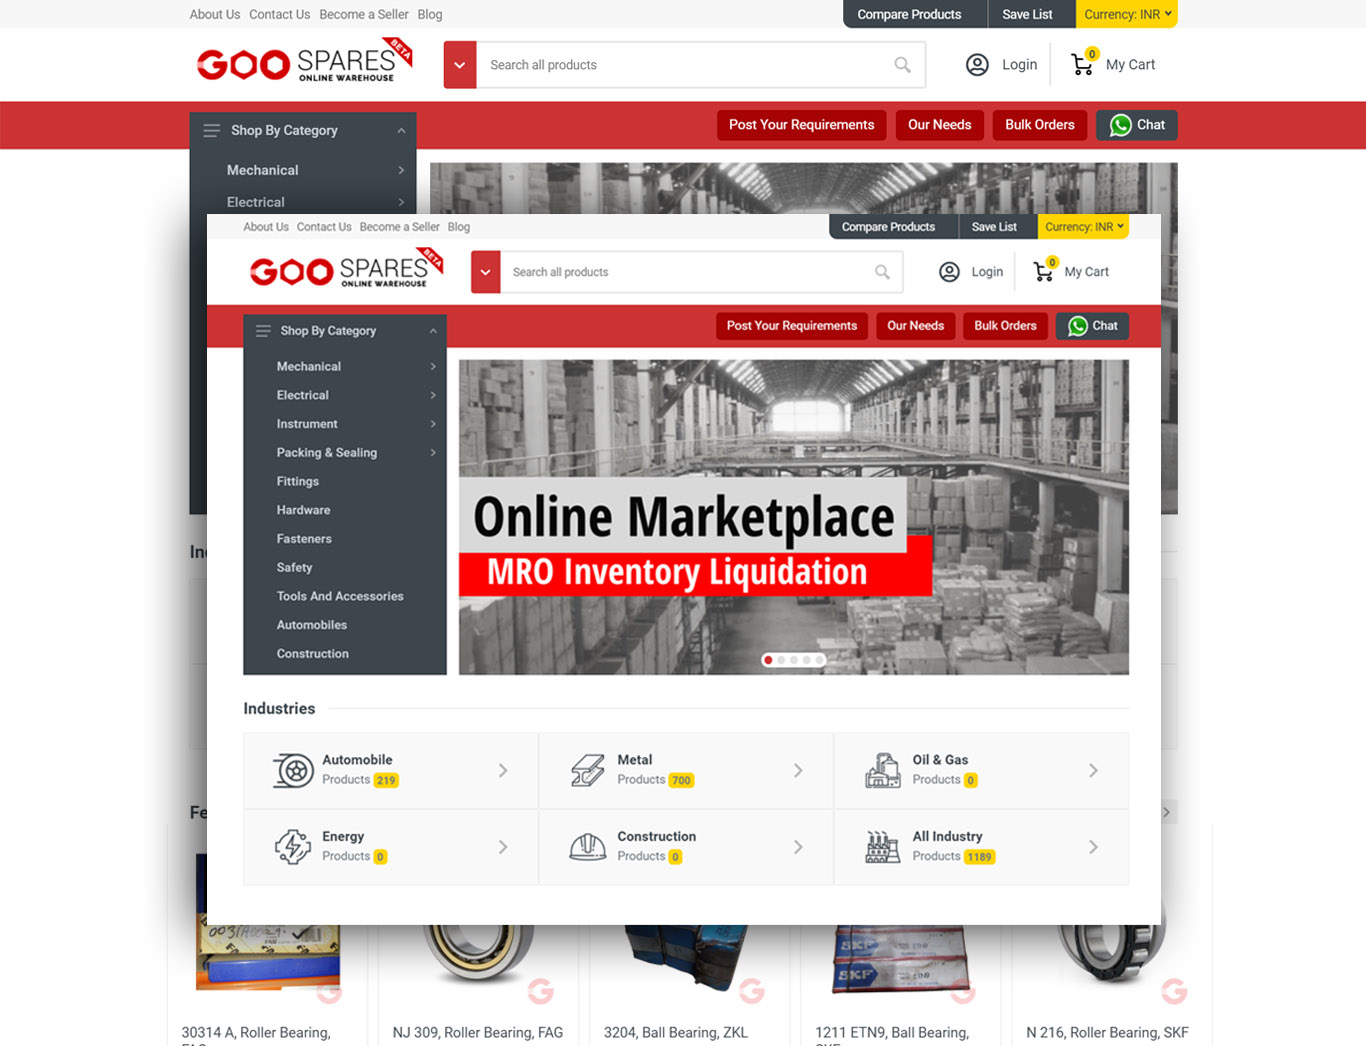 About Us Contact Us Become a Seller Blog
Compare Products Save List Currency: INR
GOO SPARES BETA
ONLINE WAREHOUSE
Search all products
Login
0
My Cart
Post Your Requirements Our Needs Bulk Orders Chat
Shop By Category
Mechanical
Electrical
About Us Contact Us Become a Seller Blog
Compare Products Save List Currency: INR
GOO SPARES BETA
ONLINE WAREHOUSE
Search all products
Login
0
My Cart
Post Your Requirements Our Needs Bulk Orders Chat
Shop By Category
Mechanical
Electrical
Instrument
Packing & Sealing
Fittings
Hardware
Fasteners
Safety
Tools And Accessories
Automobiles
Construction
Online Marketplace
MRO Inventory Liquidation
Industries
Automobile
Products 219
Metal
Products 700
Oil & Gas
Products 0
Energy
Products 0
Construction
Products 0
All Industry
Products 1189
SKF
SKF
30314 A, Roller Bearing,
NJ 309, Roller Bearing, FAG
3204, Ball Bearing, ZKL
1211 ETN9, Ball Bearing,
N 216, Roller Bearing, SKF